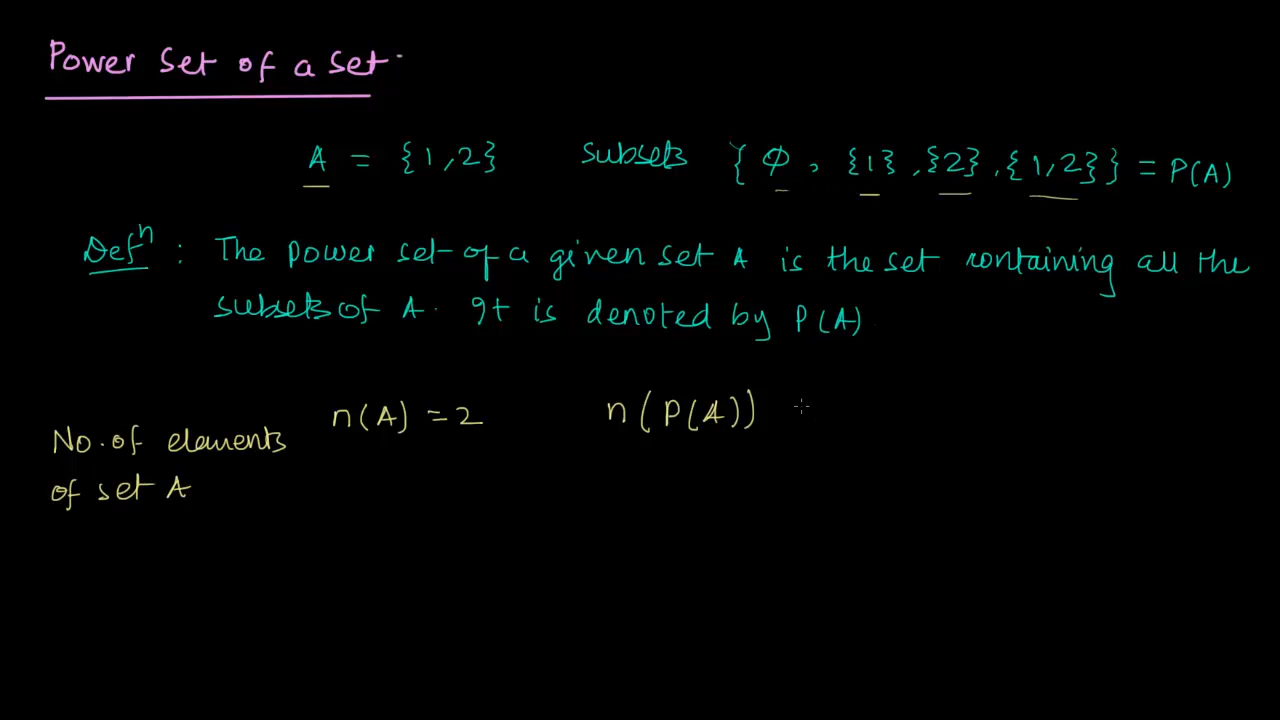 Power set of a set.
A = {1,2} subsets { Φ, {1}, {2}, {1,2}} = P(A)
Defⁿ : The power set of a given set A is the set containing all the
subsets of A. It is denoted by P(A)
n(A) = 2 n(P(A))
No. of elements
of set A